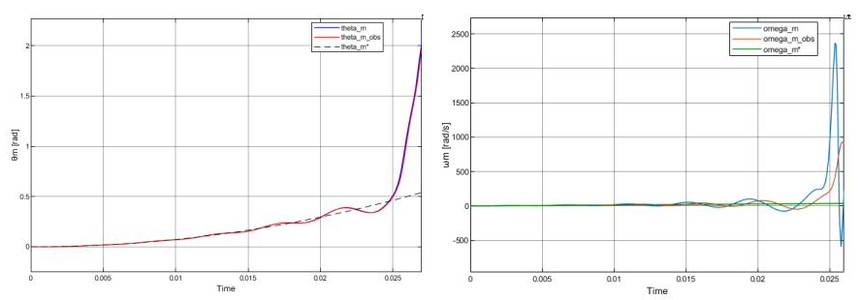 theta_m
theta_m_obs
theta_m*
2
1.5
1
0.5
0
θm [rad]
0
0.005
0.01
0.015
0.02
0.025
Time
omega_m
omega_m_obs
omega_m*
2500
2000
1500
1000
500
0
-500
ωm [rad/s]
0
0.005
0.01
0.015
0.02
0.025
Time